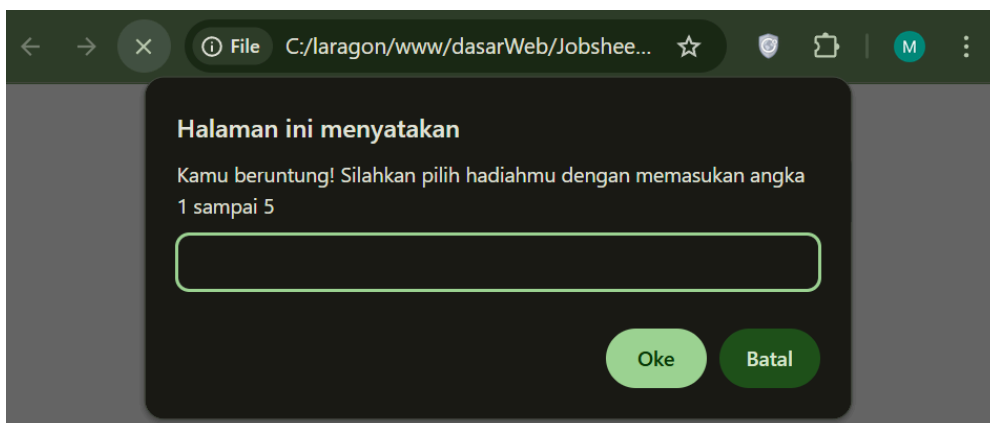 File C:/laragon/www/dasarWeb/Jobshee... M
Halaman ini menyatakan
Kamu beruntung! Silahkan pilih hadiahmu dengan memasukan angka
1 sampai 5
Oke Batal